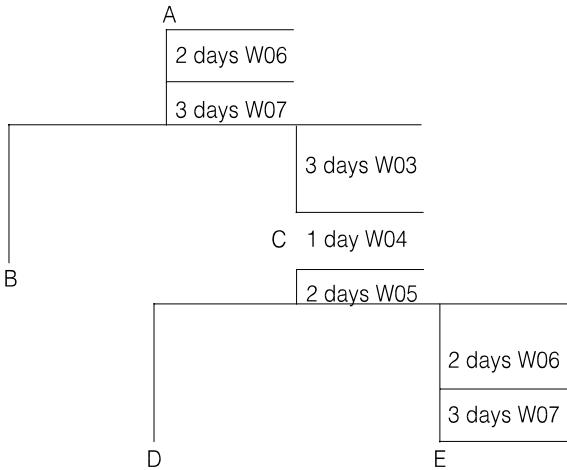 A
2 days W06
3 days W07
3 days W03
C 1 day W04
B
2 days W05
2 days W06
3 days W07
D
E